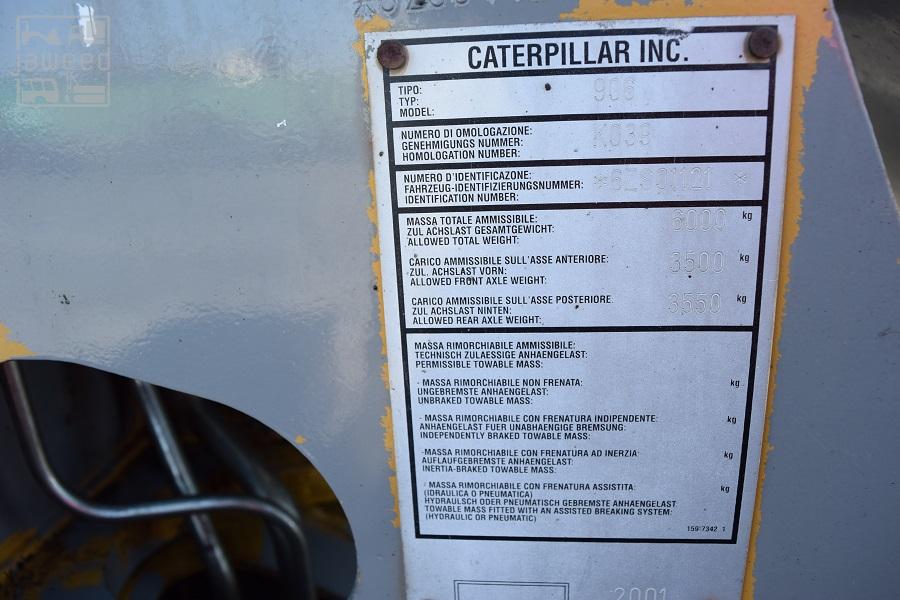 CATERPILLAR INC.
TIPO:
TYP:
MODEL: 906
NUMERO DI OMOLOGAZIONE:
GENEHMIGUNGS NUMMER: K039
HOMOLOGATION NUMBER:
NUMERO D'IDENTIFICAZONE:
FAHRZEUG-IDENTIFIZIERUNGSNUMMER: *6ZS01121*
IDENTIFICATION NUMBER:
MASSA TOTALE AMMISSIBILE: 6000 kg
ZUL ACHSLAST GESAMTGEWICHT:
ALLOWED TOTAL WEIGHT:
CARICO AMMISSIBILE SULL'ASSE ANTERIORE: 3500 kg
ZUL. ACHSLAST VORN:
ALLOWED FRONT AXLE WEIGHT:
CARICO AMMISSIBILE SULL'ASSE POSTERIORE. 3550 kg
ZUL ACHSLAST NINTEN:
ALLOWED REAR AXLE WEIGHT:
MASSA RIMORCHIABILE AMMISSIBILE:
TECHNISCH ZULAESSIGE ANHAENGELAST:
PERMISSIBLE TOWABLE MASS:
- MASSA RIMORCHIABILE NON FRENATA: kg
UNGEBREMSTE ANHAENGELAST:
UNBRAKED TOWABLE MASS:
- MASSA RIMORCHIABILE CON FRENATURA INDIPENDENTE: kg
ANHAENGELAST FUER UNABHAENGIGE BREMSUNG:
INDEPENDENTLY BRAKED TOWABLE MASS:
-MASSA RIMORCHIABILE CON FRENATURA AD INERZIA: kg
AUFLAUFGEBREMSTE ANHAENGELAST:
INERTIA-BRAKED TOWABLE MASS:
- MASSA RIMORCHIABILE CON FRENATURA ASSISTITA: kg
(IDRAULICA O PNEUMATICA)
HYDRAULSCH ODER PNEUMATISCH GEBREMSTE ANHAENGELAST
TOWABLE MASS FITTED WITH AN ASSISTED BREAKING SYSTEM:
(HYDRAULIC OR PNEUMATIC)
159-7342 1
2001